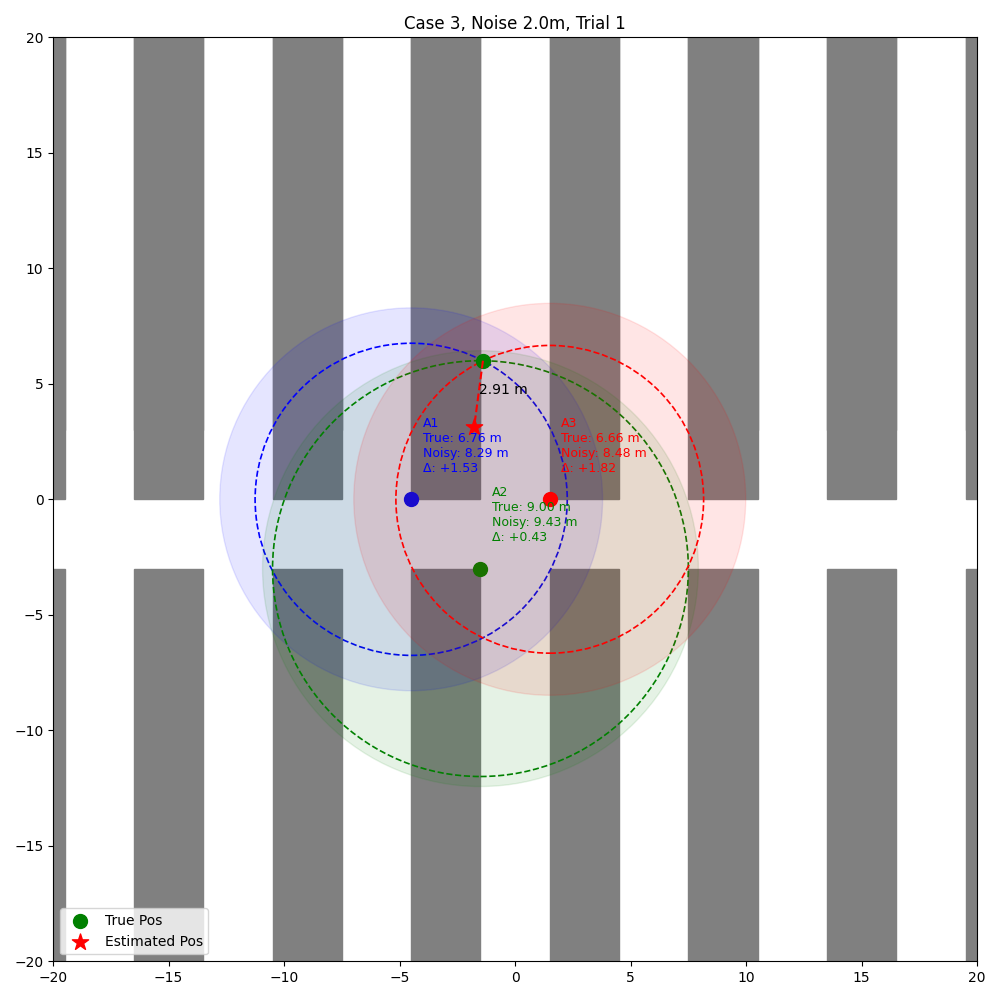 Case 3, Noise 2.0m, Trial 1
20
15
10
5
0
−5
−10
−15
−20
2.91 m
A1
True: 6.76 m
Noisy: 8.29 m
Δ: +1.53
A3
True: 6.66 m
Noisy: 8.48 m
Δ: +1.82
A2
True: 9.00 m
Noisy: 9.43 m
Δ: +0.43
True Pos
Estimated Pos
−20 −15 −10 −5 0 5 10 15 20